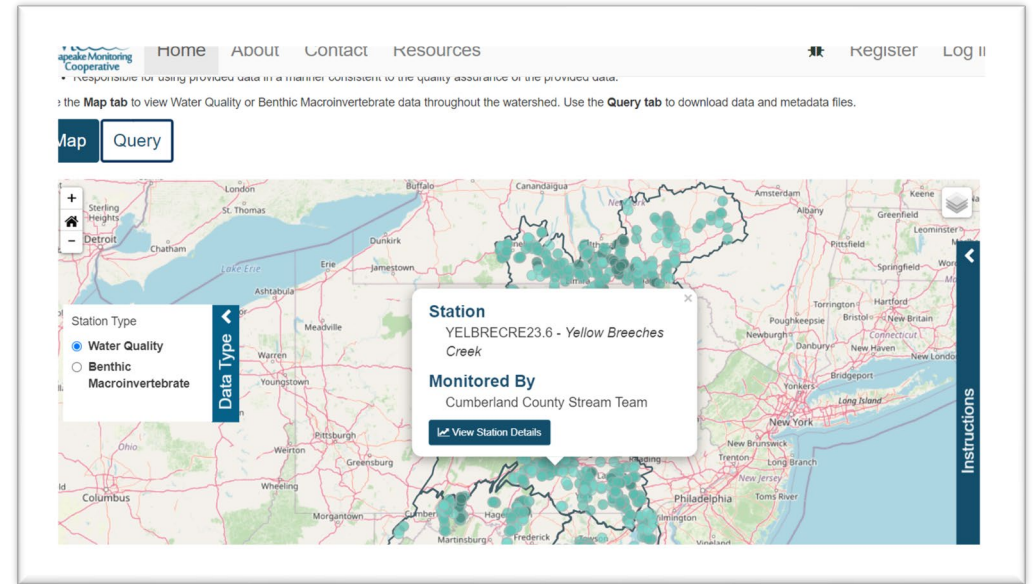 apeake Monitoring
Cooperative
Home About Contact Resources Register Log
Responsible for using provided data in a manner consistent to the quality assurance of the provided data.
the Map tab to view Water Quality or Benthic Macroinvertebrate data throughout the watershed. Use the Query tab to download data and metadata files.
Map Query
+
−
Station Type
Water Quality
Benthic
Macroinvertebrate
Data Type
Station
YELBRECRE23.6 - Yellow Breeches
Creek
Monitored By
Cumberland County Stream Team
View Station Details
×
Instructions
London
Buffalo
Canandaigua
Amsterdam
Keene
Sterling
Heights
St. Thomas
Albany
Greenfield
Leominster
Detroit
Chatham
Dunkirk
Pittsfield
Lake Erie
Erie
Jamestown
Springfield
Ashtabula
Torrington
Hartford
Meadville
Poughkeepsie
Bristol
New Britain
Newburgh
Connecticut
Danbury
New Haven
New London
Warren
Youngstown
Bridgeport
Yonkers
Long Island
New York
Pittsburgh
New Brunswick
Ohio
Weirton
Greensburg
Reading
Trenton
Long Branch
New Jersey
Columbus
Wheeling
Philadelphia
Toms River
Morgantown
Wilmington
Martinsburg
Frederick
Vineland